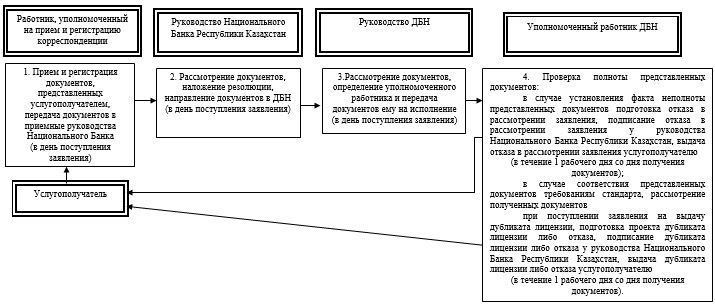 Работник, уполномоченный
на прием и регистрацию
корреспонденции
Руководство Национального
Банка Республики Казахстан
Руководство ДБН
Уполномоченный работник ДБН
1. Прием и регистрация
документов,
представленных
услугополучателем,
передача документов в
приемные руководства
Национального Банка
(в день поступления
заявления)
2. Рассмотрение документов,
наложение резолюции,
направление документов в ДБН
(в день поступления заявления)
3.Рассмотрение документов,
определение уполномоченного
работника и передача
документов ему на исполнение
(в день поступления заявления)
4. Проверка полноты представленных
документов:
в случае установления факта неполноты
представленных документов подготовка отказа в
рассмотрении заявления, подписание отказа в
рассмотрении заявления у руководства
Национального Банка Республики Казахстан, выдача
отказа в рассмотрении заявления услугополучателю
(в течение 1 рабочего дня со дня получения
документов);
в случае соответствия представленных
документов требованиям стандарта, рассмотрение
полученных документов
при поступлении заявления на выдачу
дубликата лицензии, подготовка проекта дубликата
лицензии либо отказа, подписание дубликата
лицензии либо отказа у руководства Национального
Банка Республики Казахстан, выдача дубликата
лицензии либо отказа услугополучателю
(в течение 1 рабочего дня со дня получения
документов).
Услугополучатель